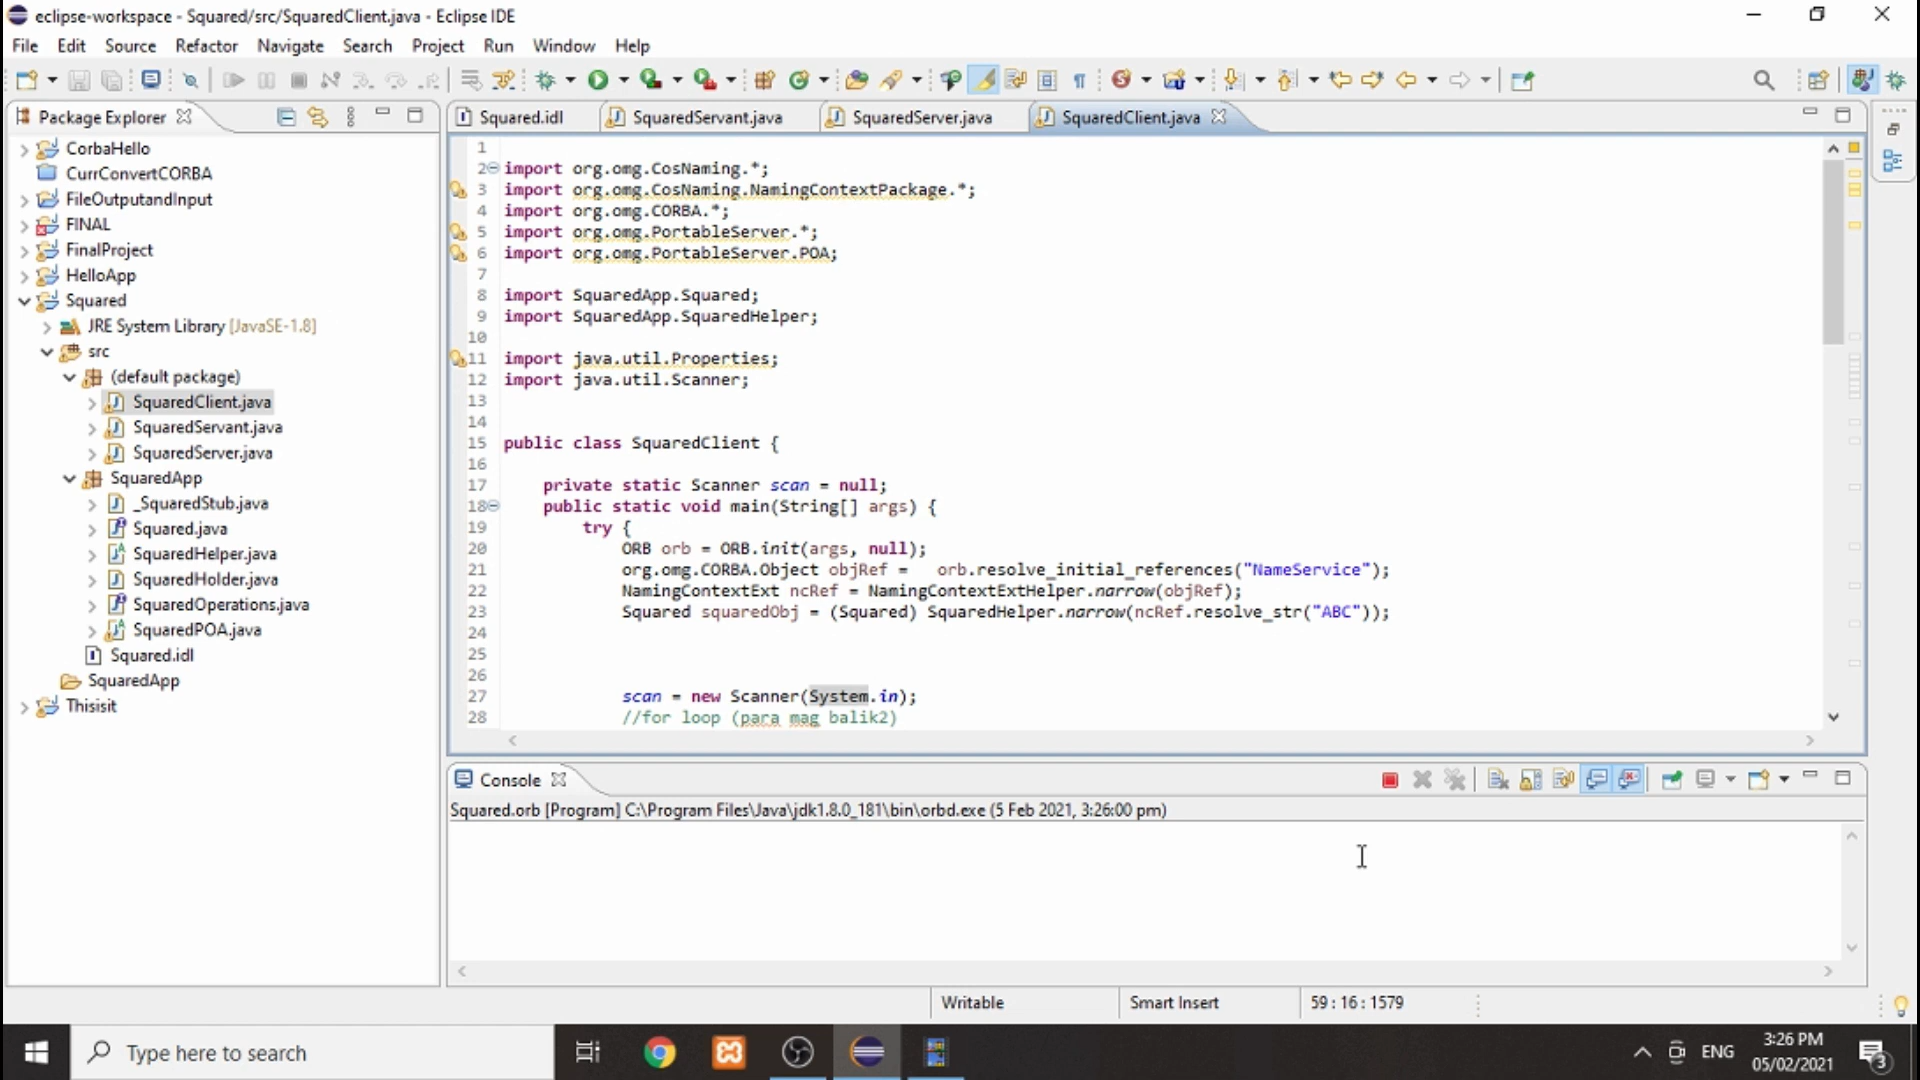 eclipse-workspace - Squared/src/SquaredClient.java - Eclipse IDE
File Edit Source Refactor Navigate Search Project Run Window Help
Package Explorer
CorbaHello
CurrConvertCORBA
FileOutputandInput
FINAL
FinalProject
HelloApp
Squared
JRE System Library [JavaSE-1.8]
src
(default package)
SquaredClient.java
SquaredServant.java
SquaredServer.java
SquaredApp
_SquaredStub.java
Squared.java
SquaredHelper.java
SquaredHolder.java
SquaredOperations.java
SquaredPOA.java
Squared.idl
SquaredApp
Thisisit
Squared.idl SquaredServant.java SquaredServer.java SquaredClient.java
1
2 import org.omg.CosNaming.*;
3 import org.omg.CosNaming.NamingContextPackage.*;
4 import org.omg.CORBA.*;
5 import org.omg.PortableServer.*;
6 import org.omg.PortableServer.POA;
7
8 import SquaredApp.Squared;
9 import SquaredApp.SquaredHelper;
10
11 import java.util.Properties;
12 import java.util.Scanner;
13
14
15 public class SquaredClient {
16
17 private static Scanner scan = null;
18 public static void main(String[] args) {
19 try {
20 ORB orb = ORB.init(args, null);
21 org.omg.CORBA.Object objRef = orb.resolve_initial_references("NameService");
22 NamingContextExt ncRef = NamingContextExtHelper.narrow(objRef);
23 Squared squaredObj = (Squared) SquaredHelper.narrow(ncRef.resolve_str("ABC"));
24
25
26
27 scan = new Scanner(System.in);
28 //for loop (para mag balik2)
Console
Squared.orb [Program] C:\Program Files\Java\jdk1.8.0_181\bin\orbd.exe (5 Feb 2021, 3:26:00 pm)
Writable Smart Insert 59 : 16 : 1579
Type here to search
ENG
3:26 PM
05/02/2021
3